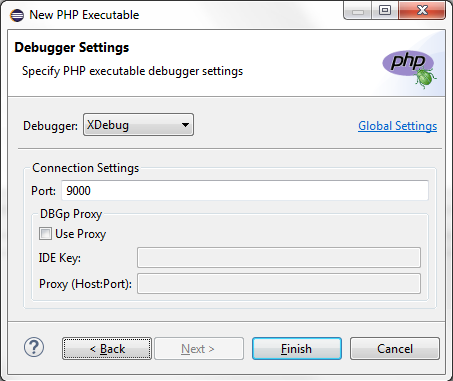 New PHP Executable
Debugger Settings
Specify PHP executable debugger settings
php
Debugger: XDebug Global Settings
Connection Settings
Port: 9000
DBGp Proxy
Use Proxy
IDE Key:
Proxy (Host:Port):
? < Back Next > Finish Cancel